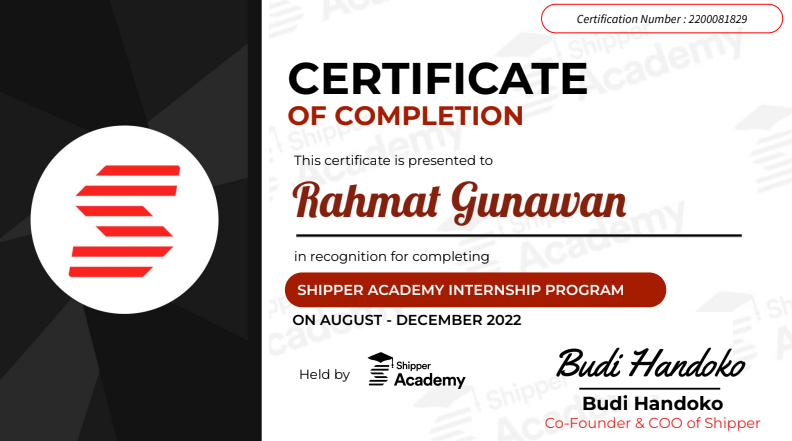 Certification Number : 2200081829
CERTIFICATE
OF COMPLETION
This certificate is presented to
Rahmat Gunawan
in recognition for completing
SHIPPER ACADEMY INTERNSHIP PROGRAM
ON AUGUST - DECEMBER 2022
Held by
Shipper
Academy
Budi Handoko
Budi Handoko
Co-Founder & COO of Shipper